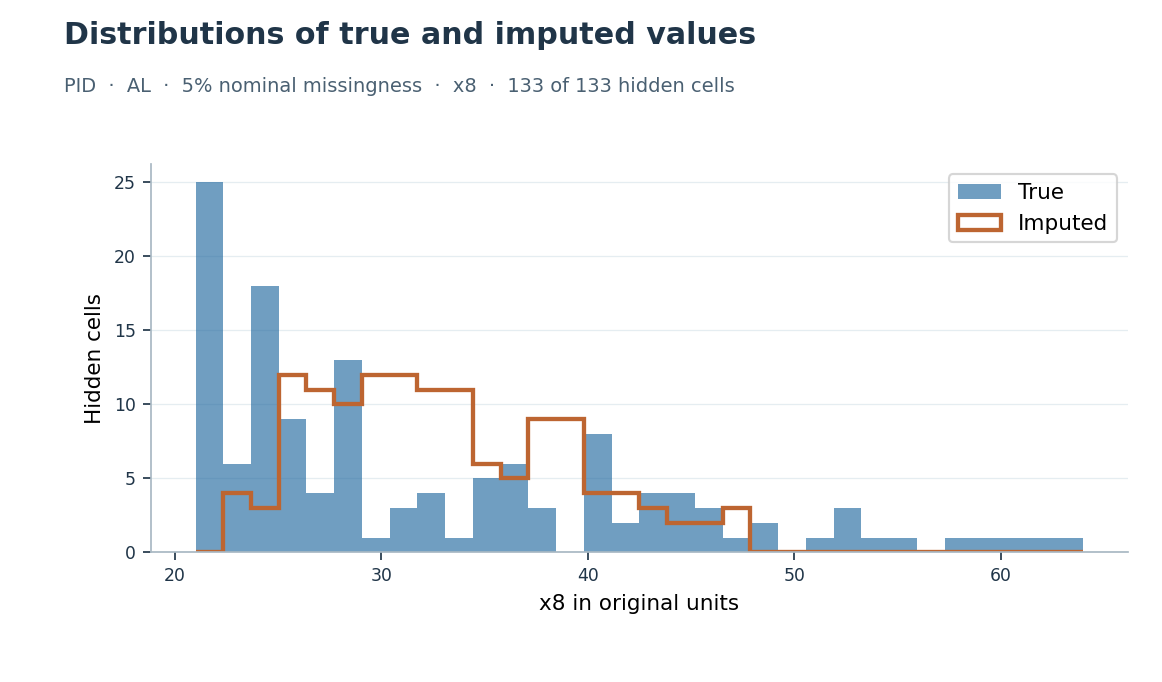 Distributions of true and imputed values
PID · AL · 5% nominal missingness · x8 · 133 of 133 hidden cells
25
20
15
10
5
0
Hidden cells
True
Imputed
20 30 40 50 60
x8 in original units